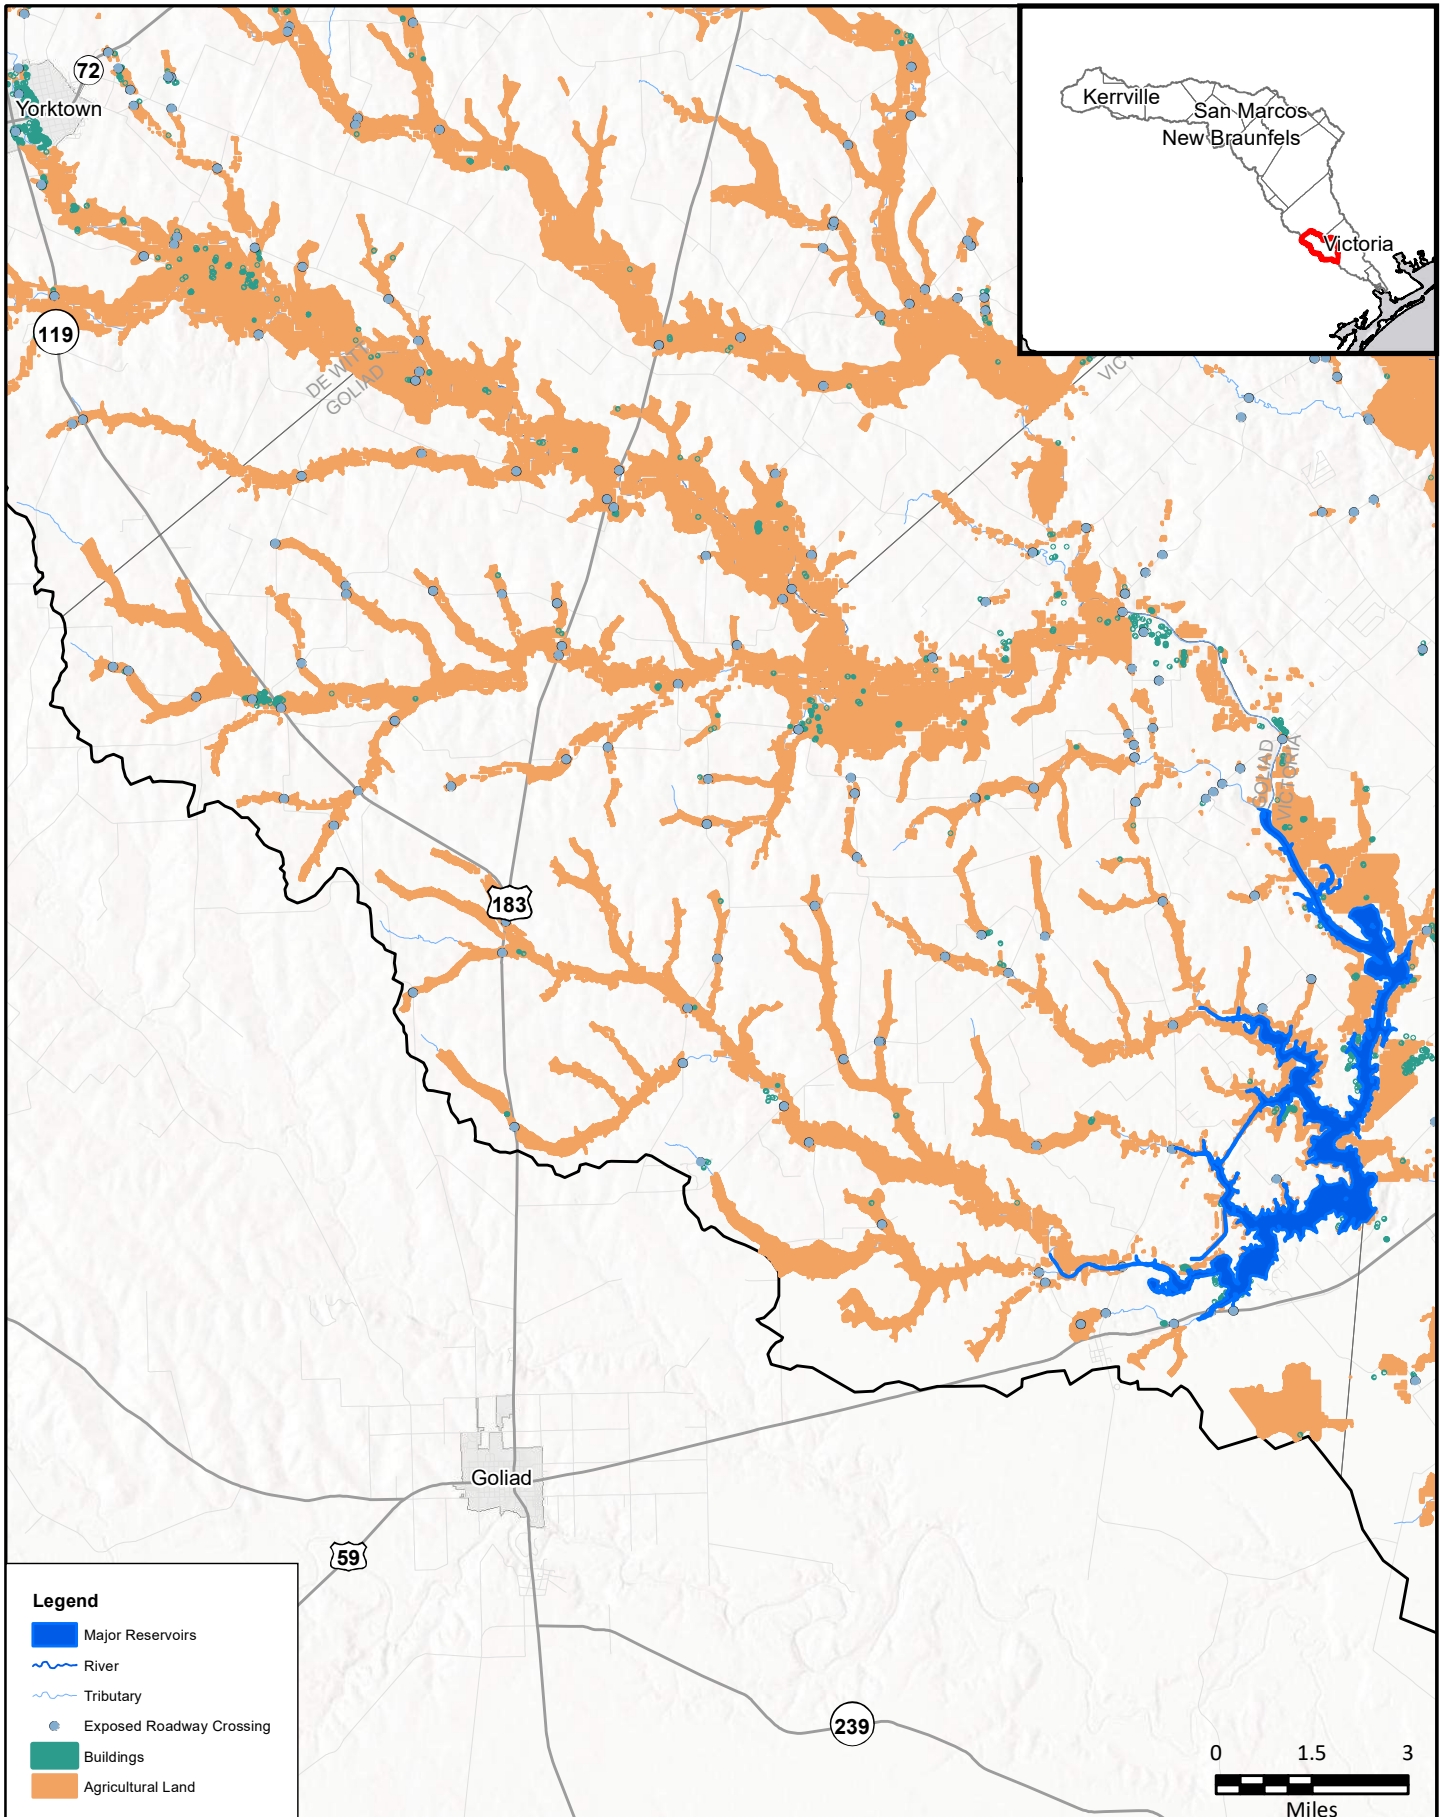 72
Yorktown
Kerrville
San Marcos
New Braunfels
Victoria
119
DE WITT
GOLIAD
VICT
GOLIAD
VICTORIA
183
Goliad
59
239
Legend
Major Reservoirs
River
Tributary
Exposed Roadway Crossing
Buildings
Agricultural Land
0 1.5 3
Miles